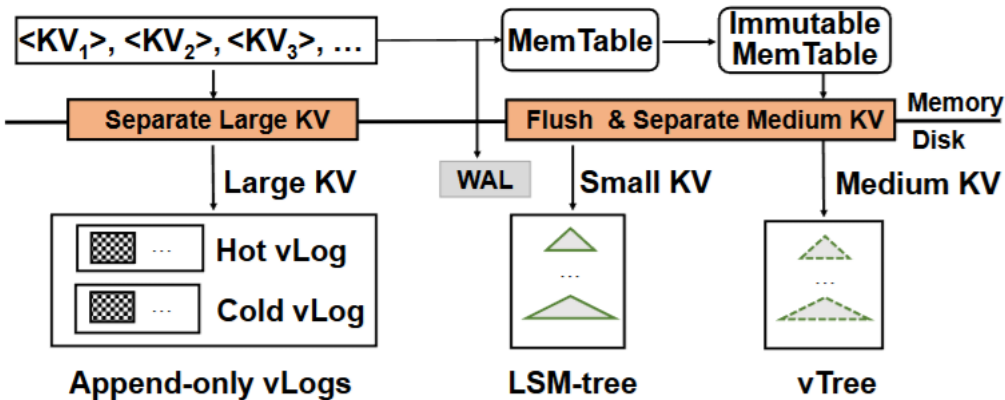 <KV₁>, <KV₂>, <KV₃>, ...
MemTable
Immutable
MemTable
Separate Large KV
Flush & Separate Medium KV
Memory
Disk
Large KV
WAL
Small KV
Medium KV
...
Hot vLog
...
Cold vLog
...
...
Append-only vLogs
LSM-tree
vTree